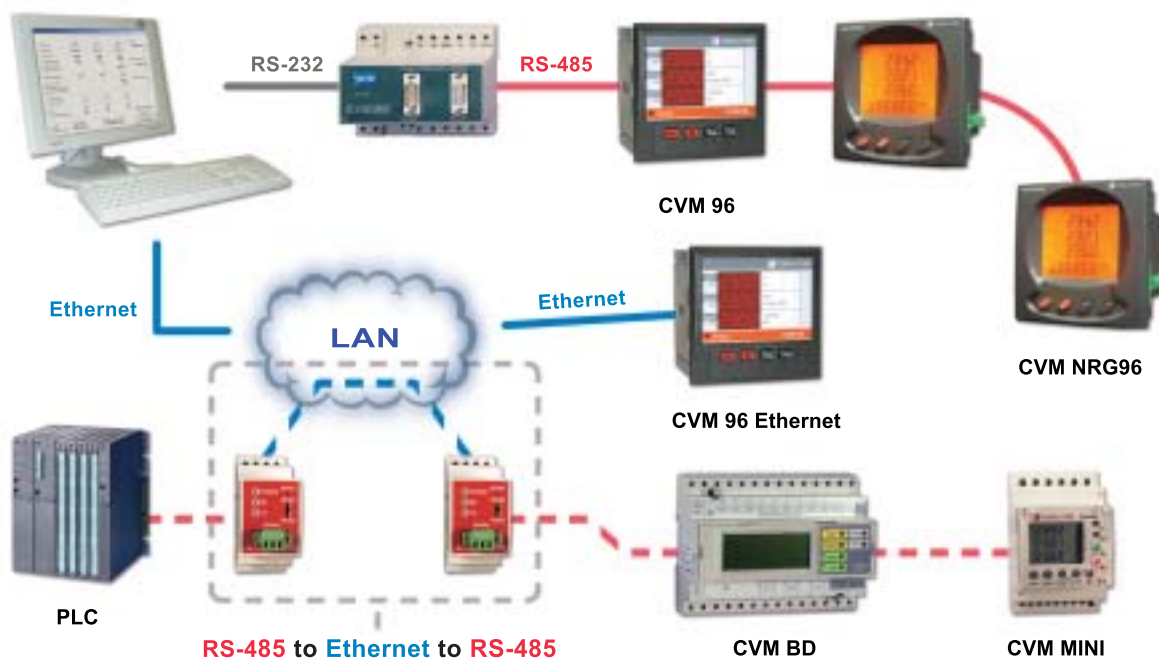 RS-232
RS-485
CVM 96
CVM NRG96
Ethernet
Ethernet
LAN
CVM 96 Ethernet
PLC
RS-485 to Ethernet to RS-485
CVM BD
CVM MINI